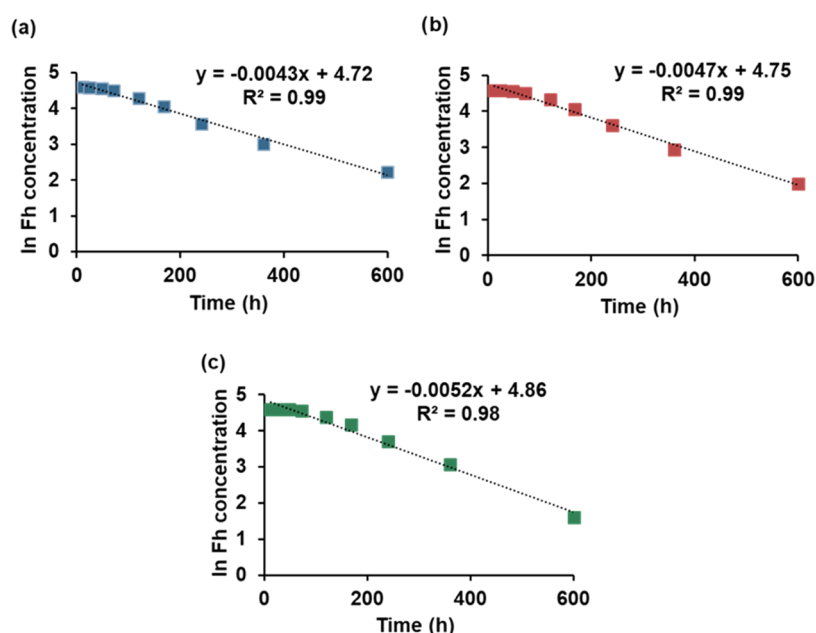 (a)
y = -0.0043x + 4.72
R² = 0.99
ln Fh concentration
5
4
3
2
1
0
0 200 400 600
Time (h)
(b)
y = -0.0047x + 4.75
R² = 0.99
ln Fh concentration
5
4
3
2
1
0
0 200 400 600
Time (h)
(c)
y = -0.0052x + 4.86
R² = 0.98
ln Fh concentration
5
4
3
2
1
0
0 200 400 600
Time (h)